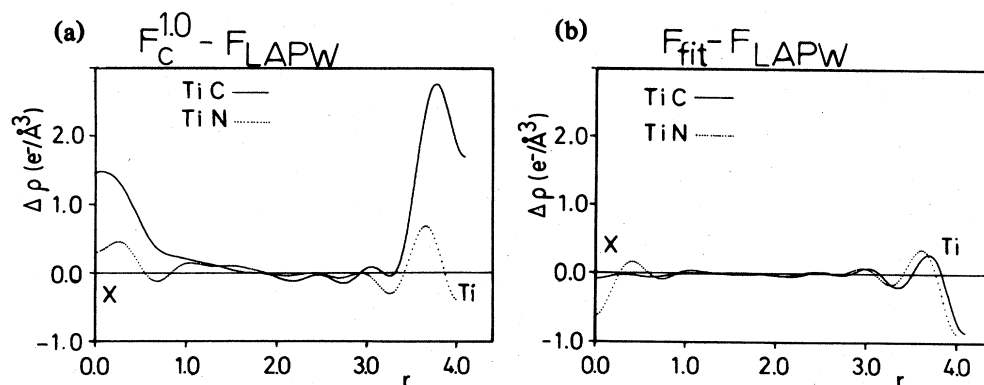 (a) F_C^1.0 - F_LAPW
TiC
TiN
Δρ (e⁻/Å³)
2.0
1.0
0.0
-1.0
X
Ti
0.0 1.0 2.0 3.0 4.0
r
(b) F_fit - F_LAPW
TiC
TiN
Δρ (e⁻/Å³)
2.0
1.0
0.0
-1.0
X
Ti
0.0 1.0 2.0 3.0 4.0
r